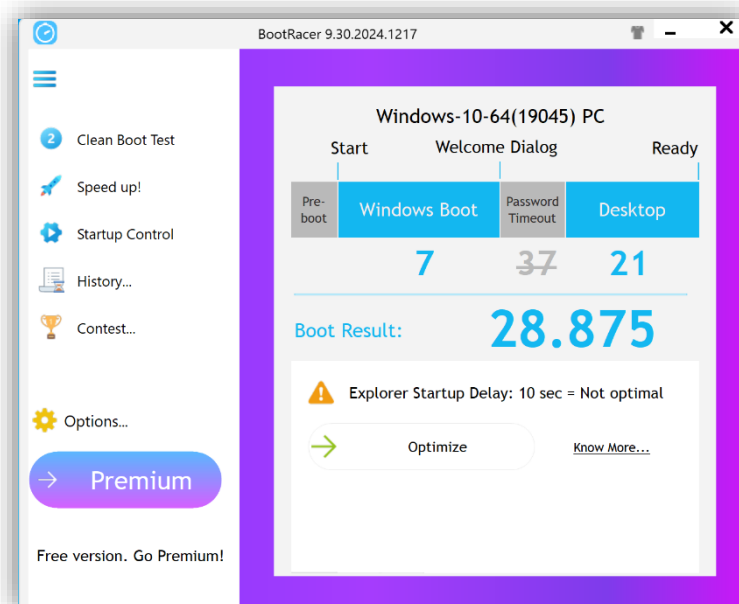 BootRacer 9.30.2024.1217
2 Clean Boot Test
Speed up!
Startup Control
History...
Contest...
Options...
Premium
Free version. Go Premium!
Windows-10-64(19045) PC
Start Welcome Dialog Ready
Pre-
boot
Windows Boot
Password
Timeout
Desktop
7 37 21
Boot Result: 28.875
Explorer Startup Delay: 10 sec = Not optimal
Optimize Know More...